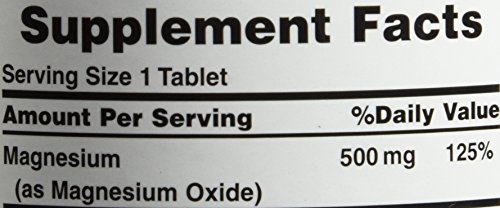 Supplement Facts
Serving Size 1 Tablet
Amount Per Serving %Daily Value
Magnesium 500 mg 125%
(as Magnesium Oxide)